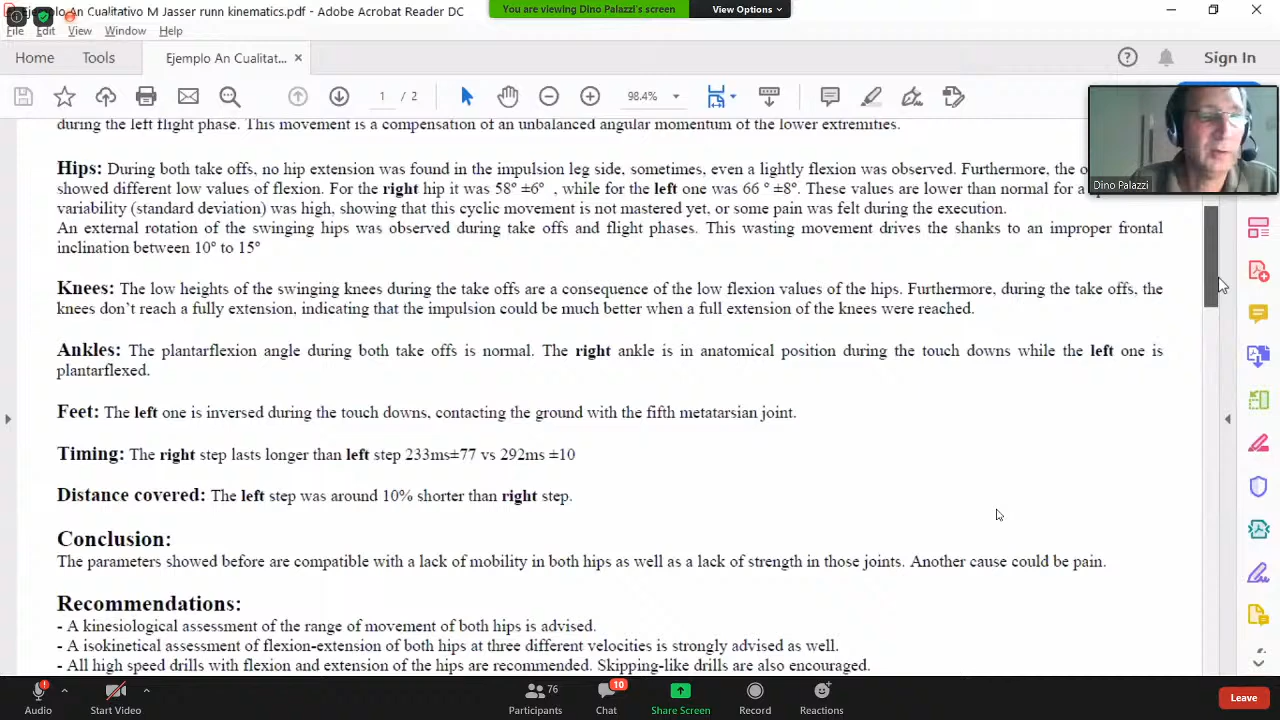 Ejemplo An Cualitativo M Jasser runn kinematics.pdf - Adobe Acrobat Reader DC
You are viewing Dino Palazzi's screen
View Options
File Edit View Window Help
Home Tools Ejemplo An Cualitat... × Sign In
1 / 2 98.4%
during the left flight phase. This movement is a compensation of an unbalanced angular momentum of the lower extremities.
Hips: During both take offs, no hip extension was found in the impulsion leg side, sometimes, even a lightly flexion was observed. Furthermore, the
showed different low values of flexion. For the right hip it was 58° ±6° , while for the left one was 66 ° ±8°. These values are lower than normal for a
variability (standard deviation) was high, showing that this cyclic movement is not mastered yet, or some pain was felt during the execution.
An external rotation of the swinging hips was observed during take offs and flight phases. This wasting movement drives the shanks to an improper frontal
inclination between 10° to 15°
Knees: The low heights of the swinging knees during the take offs are a consequence of the low flexion values of the hips. Furthermore, during the take offs, the
knees don't reach a fully extension, indicating that the impulsion could be much better when a full extension of the knees were reached.
Ankles: The plantarflexion angle during both take offs is normal. The right ankle is in anatomical position during the touch downs while the left one is
plantarflexed.
Feet: The left one is inversed during the touch downs, contacting the ground with the fifth metatarsian joint.
Timing: The right step lasts longer than left step 233ms±77 vs 292ms ±10
Distance covered: The left step was around 10% shorter than right step.
Conclusion:
The parameters showed before are compatible with a lack of mobility in both hips as well as a lack of strength in those joints. Another cause could be pain.
Recommendations:
- A kinesiological assessment of the range of movement of both hips is advised.
- A isokinetical assessment of flexion-extension of both hips at three different velocities is strongly advised as well.
- All high speed drills with flexion and extension of the hips are recommended. Skipping-like drills are also encouraged.
Dino Palazzi
76 10
Audio Start Video Participants Chat Share Screen Record Reactions Leave